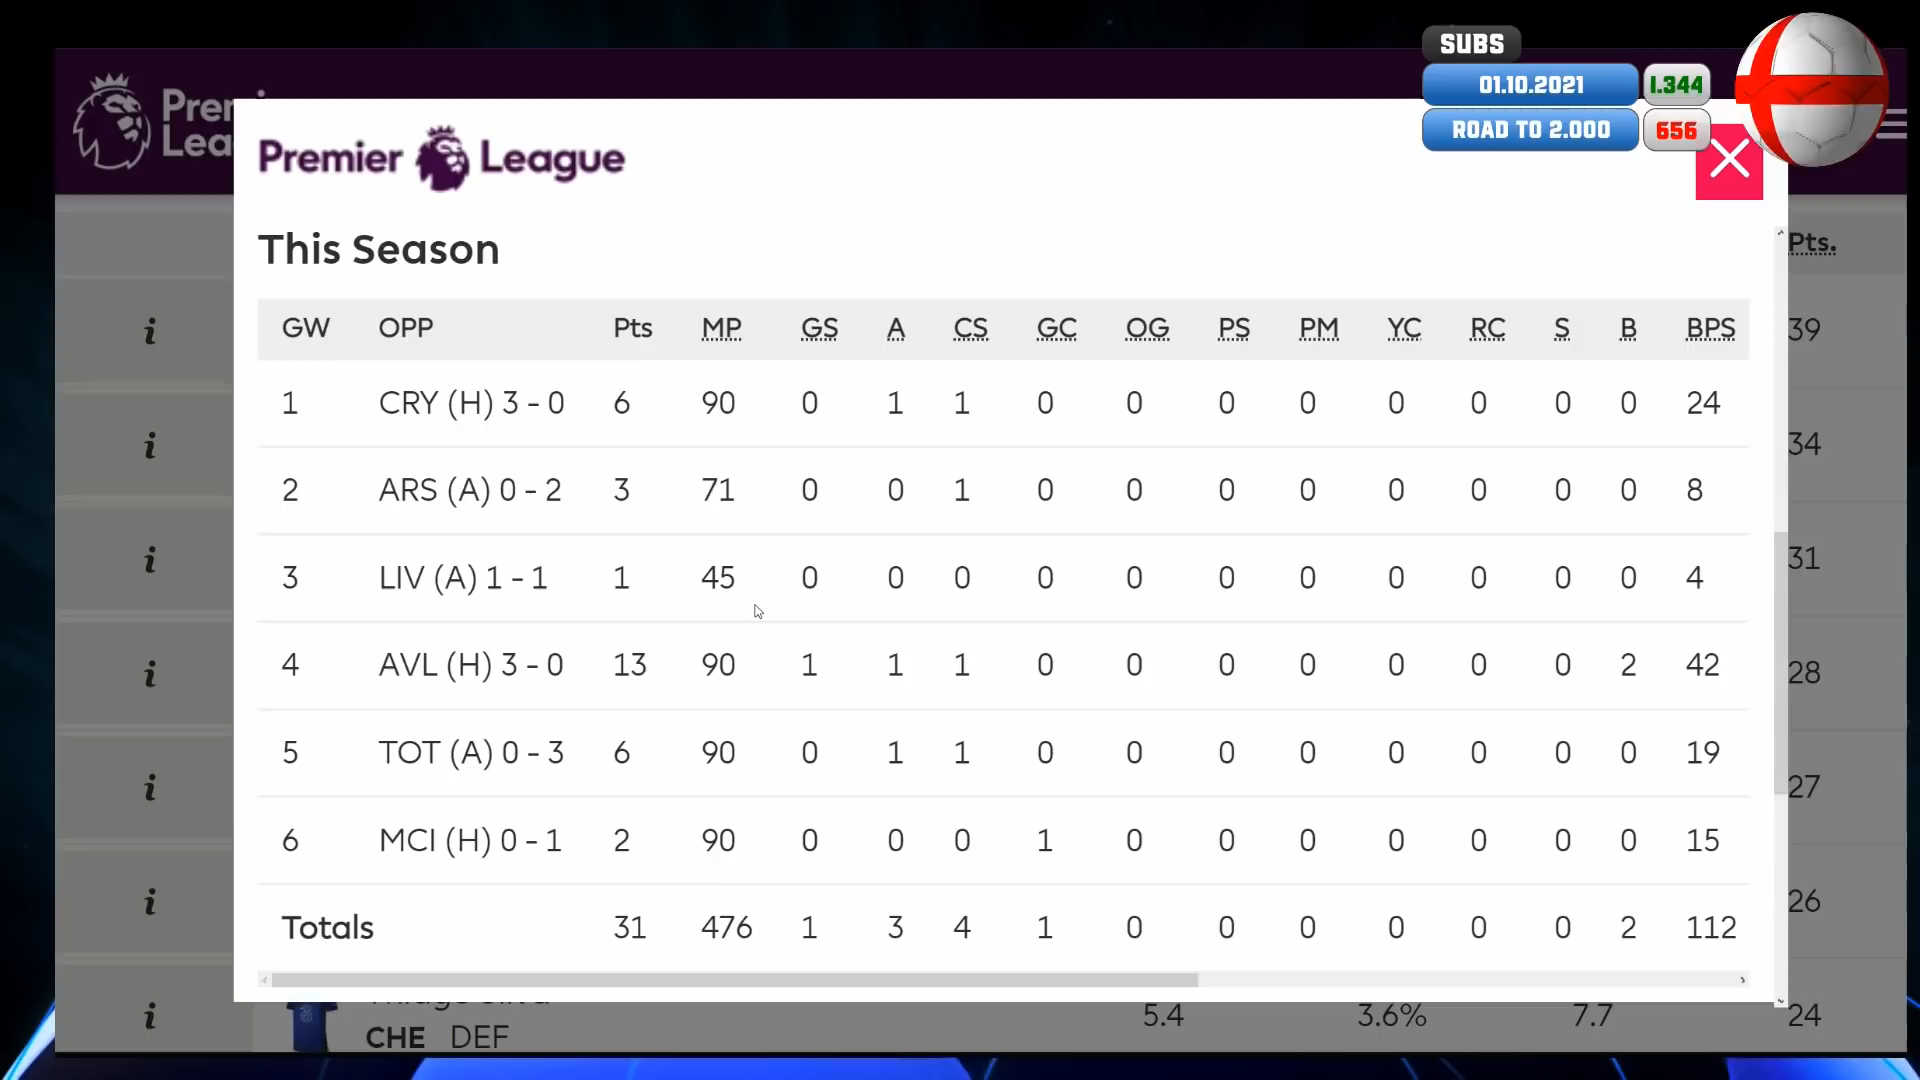 SUBS
01.10.2021 1.344
ROAD TO 2.000 656
Premier League
This Season
Pts.
GW OPP Pts MP GS A CS GC OG PS PM YC RC S B BPS
1 CRY (H) 3 - 0 6 90 0 1 1 0 0 0 0 0 0 0 0 24
2 ARS (A) 0 - 2 3 71 0 0 1 0 0 0 0 0 0 0 0 8
3 LIV (A) 1 - 1 1 45 0 0 0 0 0 0 0 0 0 0 0 4
4 AVL (H) 3 - 0 13 90 1 1 1 0 0 0 0 0 0 0 2 42
5 TOT (A) 0 - 3 6 90 0 1 1 0 0 0 0 0 0 0 0 19
6 MCI (H) 0 - 1 2 90 0 0 0 1 0 0 0 0 0 0 0 15
Totals 31 476 1 3 4 1 0 0 0 0 0 0 2 112
i 39
i 34
i 31
i 28
i 27
i 26
i 5.4 3.6% 7.7 24
CHE DEF